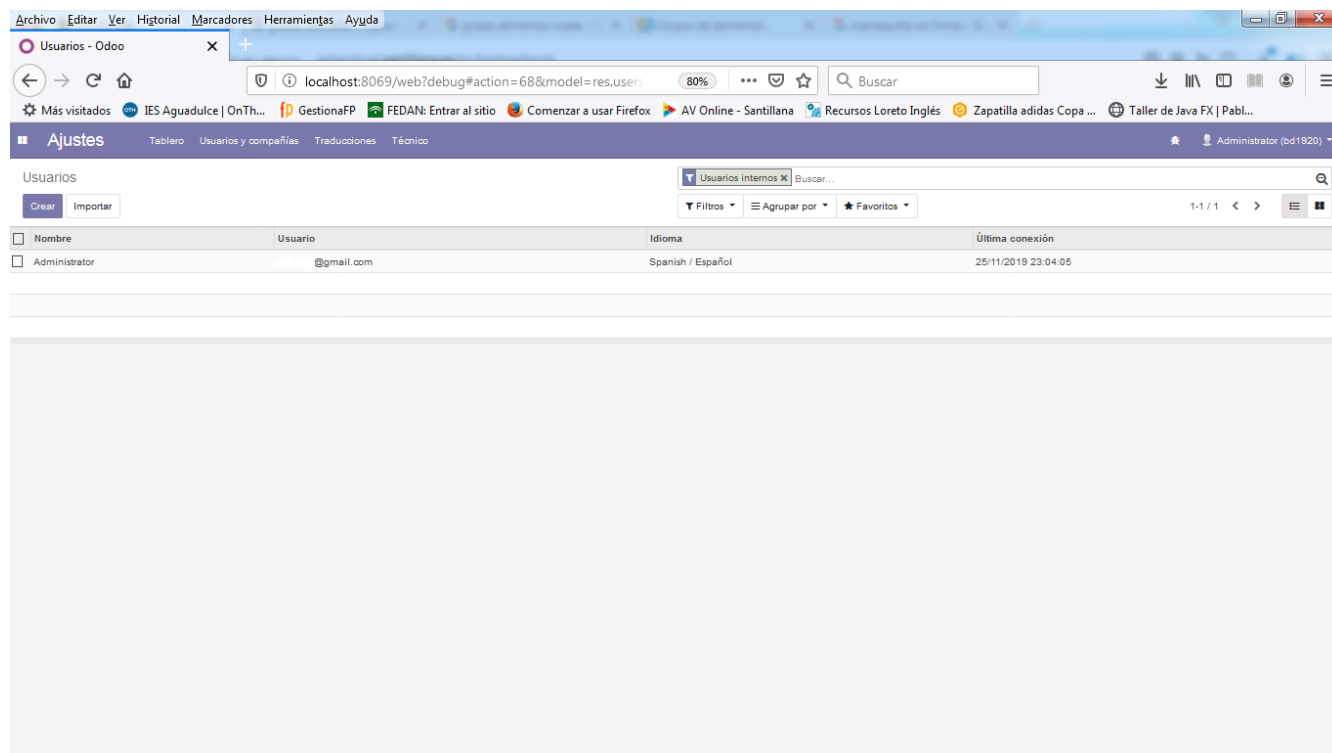 Archivo Editar Ver Historial Marcadores Herramientas Ayuda
Usuarios - Odoo
localhost:8069/web?debug#action=68&model=res.users 80% Buscar
Más visitados IES Aguadulce | OnTh... GestionaFP FEDAN: Entrar al sitio Comenzar a usar Firefox AV Online - Santillana Recursos Loreto Inglés Zapatilla adidas Copa ... Taller de Java FX | Pabl...
Ajustes Tablero Usuarios y compañías Traducciones Técnico Administrator (bd1920)
Usuarios Usuarios internos Buscar...
Crear Importar Filtros Agrupar por Favoritos 1-1 / 1
Nombre Usuario Idioma Última conexión
Administrator @gmail.com Spanish / Español 25/11/2019 23:04:05